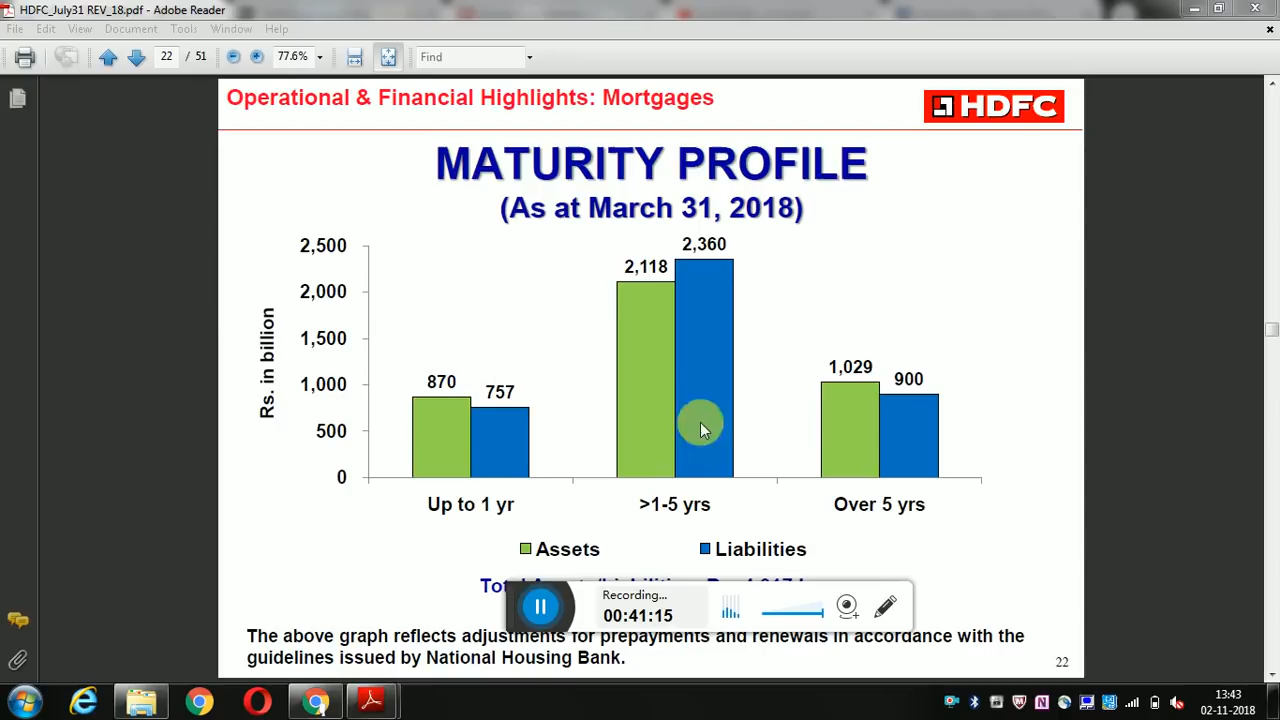 HDFC_July31 REV_18.pdf - Adobe Reader
File Edit View Document Tools Window Help
22 / 51 77.6% Find
Operational & Financial Highlights: Mortgages
HDFC
MATURITY PROFILE
(As at March 31, 2018)
Rs. in billion
2,500
2,000
1,500
1,000
500
0
870
757
2,118
2,360
1,029
900
Up to 1 yr >1-5 yrs Over 5 yrs
Assets Liabilities
Recording...
00:41:15
The above graph reflects adjustments for prepayments and renewals in accordance with the
guidelines issued by National Housing Bank.
22
13:43
02-11-2018